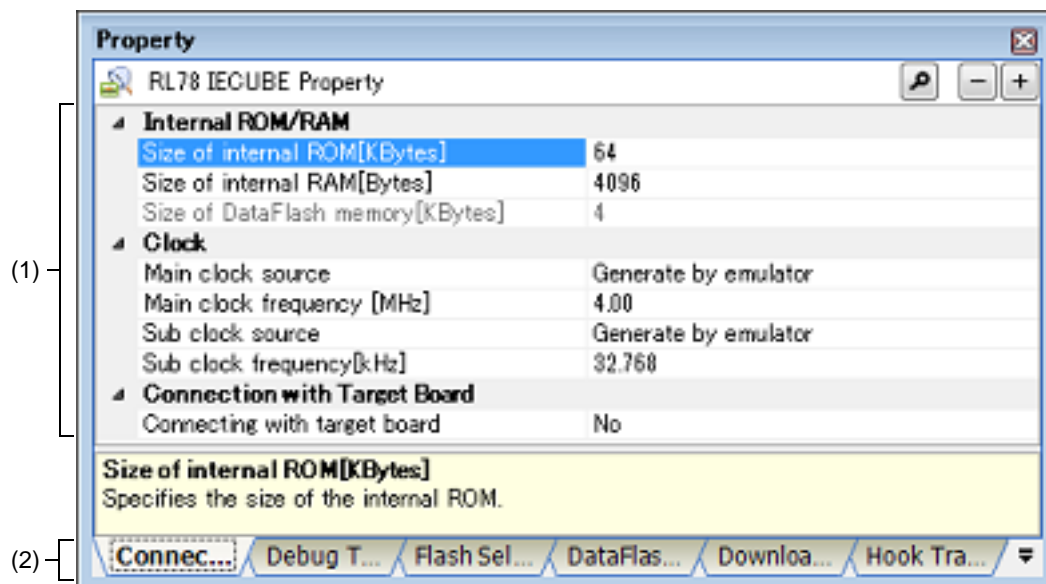 Property
RL78 IECUBE Property
(1)
Internal ROM/RAM
Size of internal ROM[KBytes] 64
Size of internal RAM[Bytes] 4096
Size of DataFlash memory[KBytes] 4
Clock
Main clock source Generate by emulator
Main clock frequency [MHz] 4.00
Sub clock source Generate by emulator
Sub clock frequency[kHz] 32.768
Connection with Target Board
Connecting with target board No
Size of internal ROM[KBytes]
Specifies the size of the internal ROM.
(2)
Connec... Debug T... Flash Sel... DataFlas... Downloa... Hook Tra...